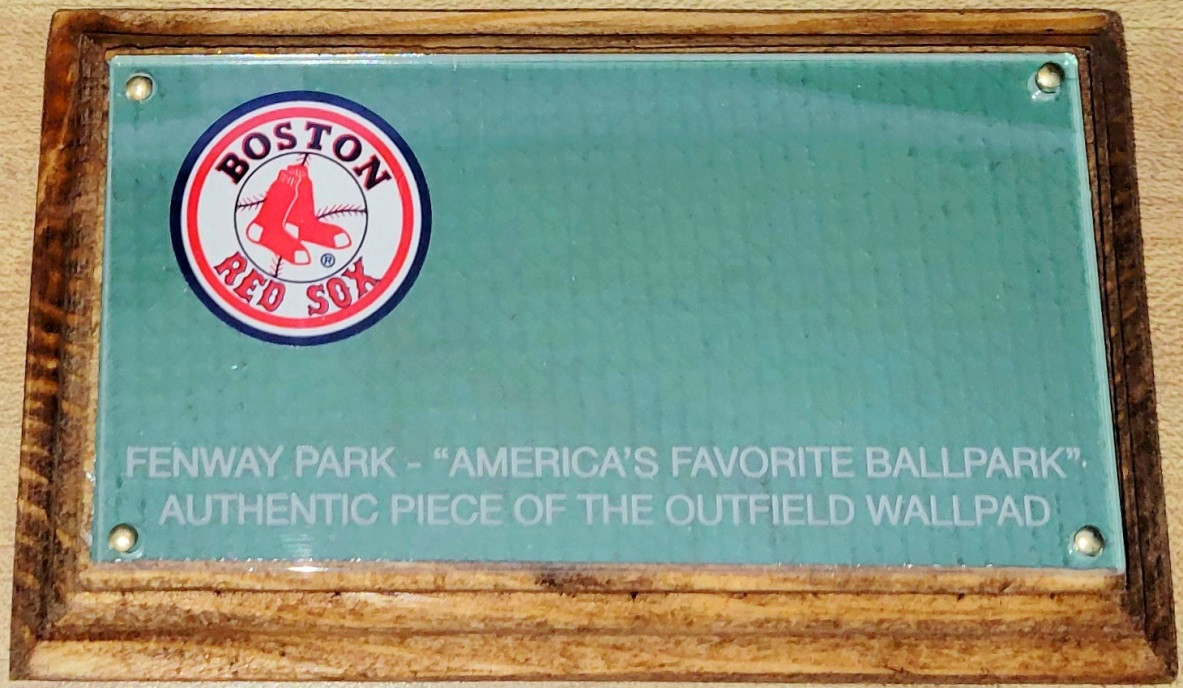 BOSTON
RED SOX
®
FENWAY PARK - “AMERICA’S FAVORITE BALLPARK”
AUTHENTIC PIECE OF THE OUTFIELD WALLPAD